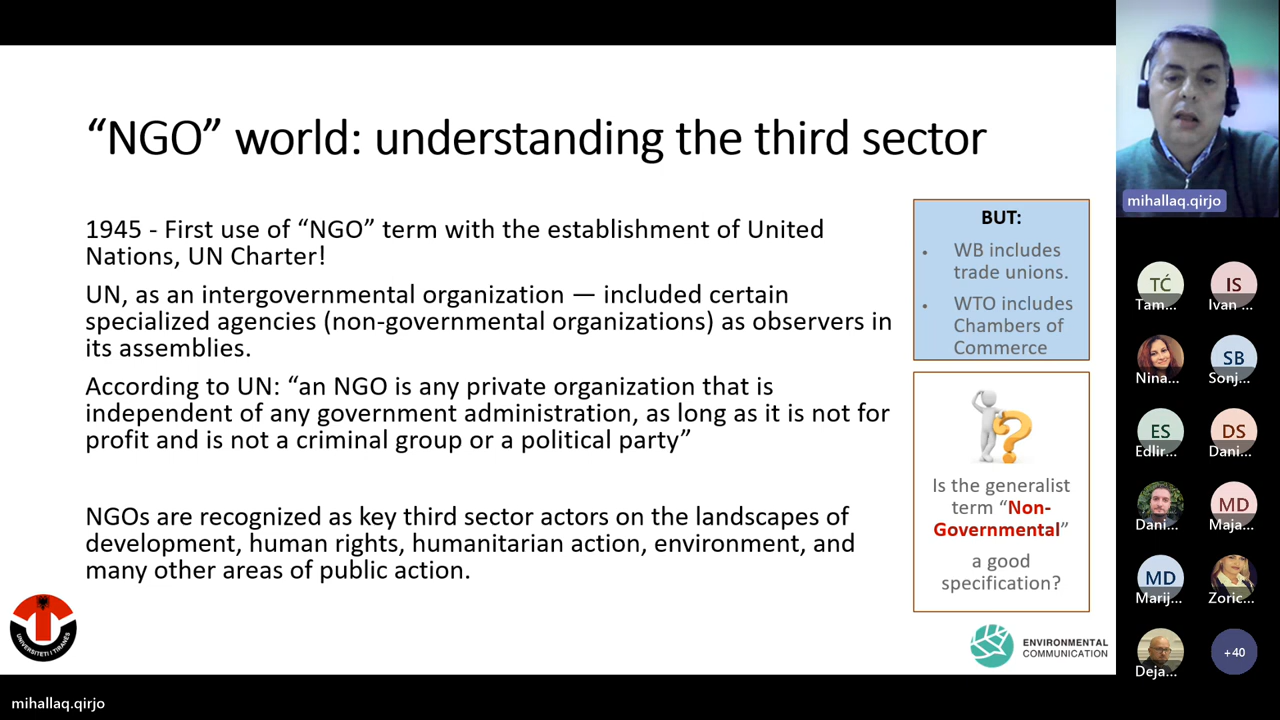 “NGO” world: understanding the third sector
1945 - First use of “NGO” term with the establishment of United
Nations, UN Charter!
UN, as an intergovernmental organization — included certain
specialized agencies (non-governmental organizations) as observers in
its assemblies.
According to UN: “an NGO is any private organization that is
independent of any government administration, as long as it is not for
profit and is not a criminal group or a political party”
NGOs are recognized as key third sector actors on the landscapes of
development, human rights, humanitarian action, environment, and
many other areas of public action.
BUT:
• WB includes
trade unions.
• WTO includes
Chambers of
Commerce
Is the generalist
term “Non-
Governmental”
a good
specification?
UNIVERSITETI I TIRANËS
ENVIRONMENTAL
COMMUNICATION
mihallaq.qirjo
TĆ
Tam...
IS
Ivan ...
Nina...
SB
Sonj...
ES
Edlir...
DS
Dani...
Dani...
MD
Maja...
MD
Marij...
Zoric...
Deja...
+40
mihallaq.qirjo